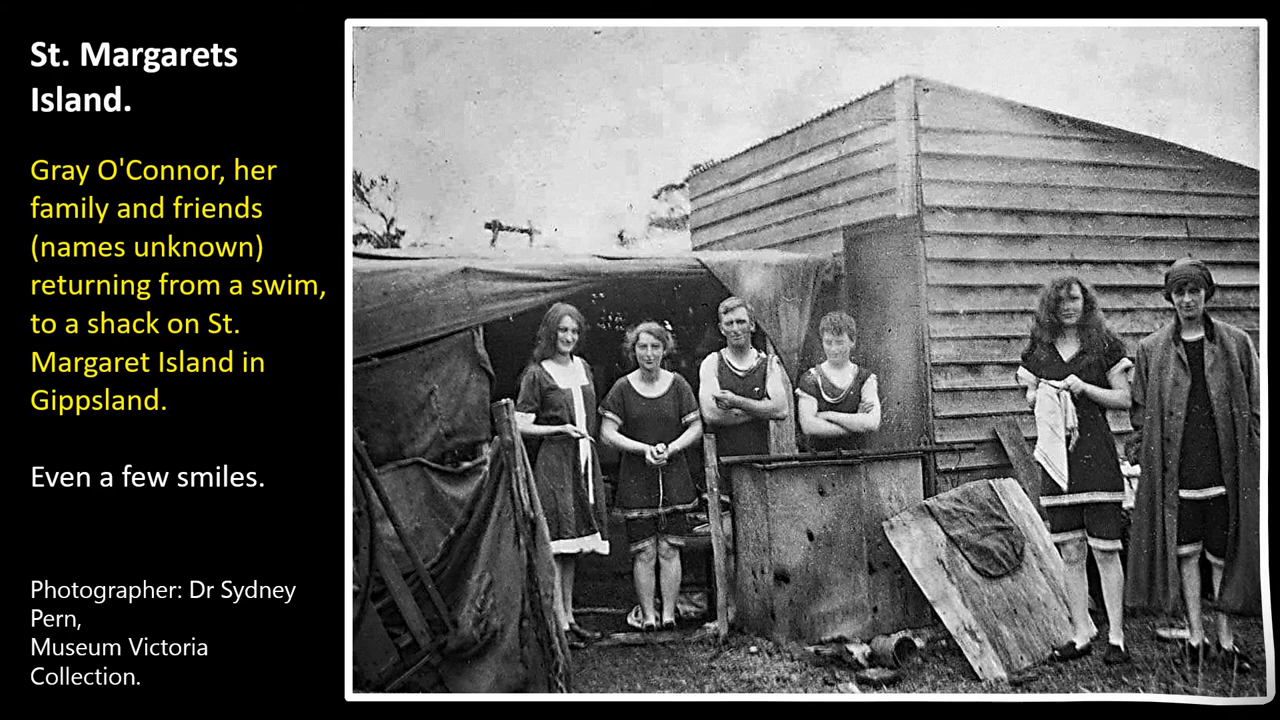 St. Margarets
Island.
Gray O'Connor, her
family and friends
(names unknown)
returning from a swim,
to a shack on St.
Margaret Island in
Gippsland.
Even a few smiles.
Photographer: Dr Sydney
Pern,
Museum Victoria
Collection.